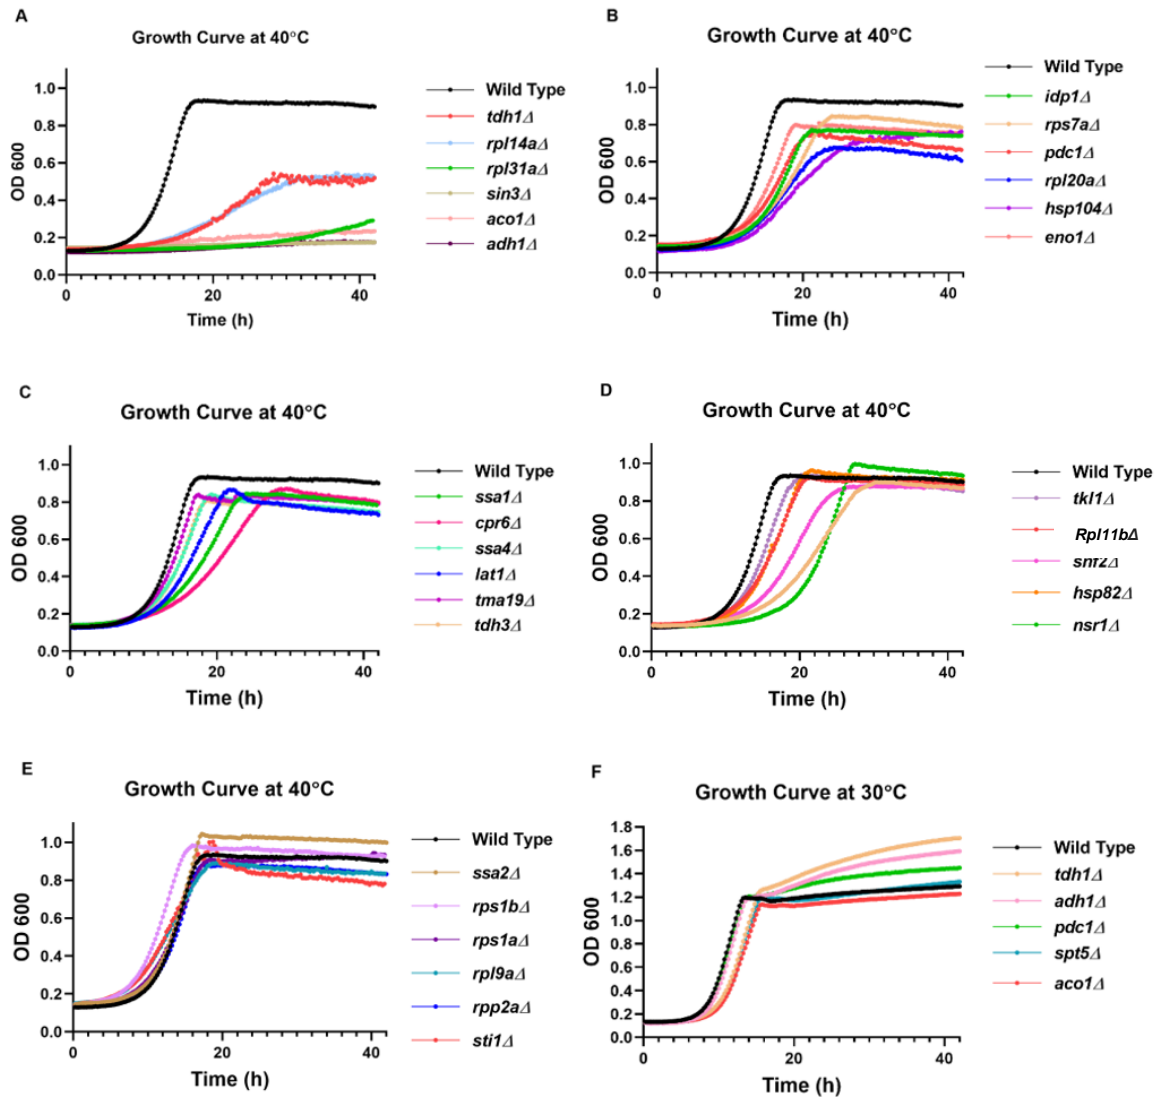 A
Growth Curve at 40°C
OD 600
1.0
0.8
0.6
0.4
0.2
0.0
0
20
40
Time (h)
Wild Type
tdh1Δ
rpl14aΔ
rpl31aΔ
sin3Δ
aco1Δ
adh1Δ
B
Growth Curve at 40°C
OD 600
1.0
0.8
0.6
0.4
0.2
0.0
0
20
40
Time (h)
Wild Type
idp1Δ
rps7aΔ
pdc1Δ
rpl20aΔ
hsp104Δ
eno1Δ
C
Growth Curve at 40°C
OD 600
1.0
0.8
0.6
0.4
0.2
0.0
0
20
40
Time (h)
Wild Type
ssa1Δ
cpr6Δ
ssa4Δ
lat1Δ
tma19Δ
tdh3Δ
D
Growth Curve at 40°C
OD 600
1.0
0.8
0.6
0.4
0.2
0.0
0
20
40
Time (h)
Wild Type
tkl1Δ
Rpl11bΔ
snf2Δ
hsp82Δ
nsr1Δ
E
Growth Curve at 40°C
OD 600
1.0
0.8
0.6
0.4
0.2
0.0
0
20
40
Time (h)
Wild Type
ssa2Δ
rps1bΔ
rps1aΔ
rpl9aΔ
rpp2aΔ
sti1Δ
F
Growth Curve at 30°C
OD 600
1.8
1.6
1.4
1.2
1.0
0.8
0.6
0.4
0.2
0.0
0
20
40
Time (h)
Wild Type
tdh1Δ
adh1Δ
pdc1Δ
spt5Δ
aco1Δ